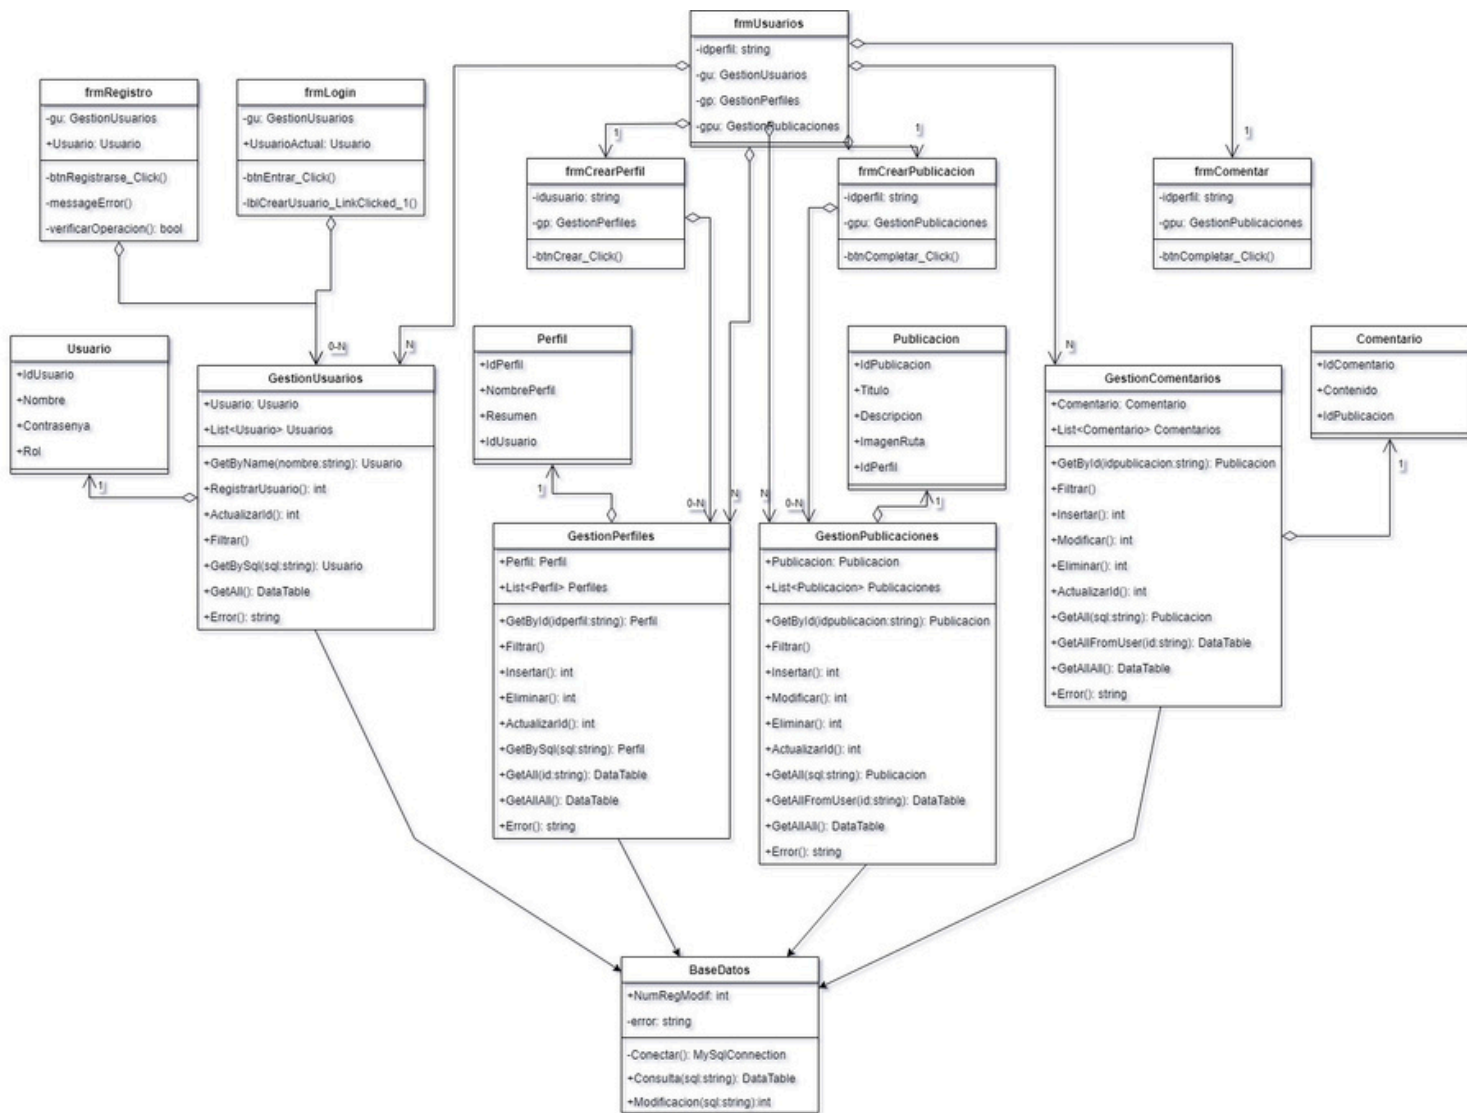 frmUsuarios
-idperfil: string
-gu: GestionUsuarios
-gp: GestionPerfiles
-gpu: GestionPublicaciones
frmRegistro
-gu: GestionUsuarios
+Usuario: Usuario
-btnRegistrarse_Click()
-messageError()
-verificarOperacion(): bool
frmLogin
-gu: GestionUsuarios
+UsuarioActual: Usuario
-btnEntrar_Click()
-lblCrearUsuario_LinkClicked_1()
1
1
1
frmCrearPerfil
-idusuario: string
-gp: GestionPerfiles
-btnCrear_Click()
frmCrearPublicacion
-idperfil: string
-gpu: GestionPublicaciones
-btnCompletar_Click()
frmComentar
-idperfil: string
-gpu: GestionPublicaciones
-btnCompletar_Click()
0-N
N
N
Usuario
+IdUsuario
+Nombre
+Contrasenya
+Rol
1
GestionUsuarios
+Usuario: Usuario
+List<Usuario> Usuarios
+GetByName(nombre:string): Usuario
+RegistrarUsuario(): int
+ActualizarId(): int
+Filtrar()
+GetBySql(sql:string): Usuario
+GetAll(): DataTable
+Error(): string
Perfil
+IdPerfil
+NombrePerfil
+Resumen
+IdUsuario
1
Publicacion
+IdPublicacion
+Titulo
+Descripcion
+ImagenRuta
+IdPerfil
1
GestionComentarios
+Comentario: Comentario
+List<Comentario> Comentarios
+GetById(idpublicacion:string): Publicacion
+Filtrar()
+Insertar(): int
+Modificar(): int
+Eliminar(): int
+ActualizarId(): int
+GetAll(sql:string): Publicacion
+GetAllFromUser(id:string): DataTable
+GetAllAll(): DataTable
+Error(): string
Comentario
+IdComentario
+Contenido
+IdPublicacion
1
0-N
N
N
0-N
GestionPerfiles
+Perfil: Perfil
+List<Perfil> Perfiles
+GetById(idperfil:string): Perfil
+Filtrar()
+Insertar(): int
+Eliminar(): int
+ActualizarId(): int
+GetBySql(sql:string): Perfil
+GetAll(id:string): DataTable
+GetAllAll(): DataTable
+Error(): string
GestionPublicaciones
+Publicacion: Publicacion
+List<Publicacion> Publicaciones
+GetById(idpublicacion:string): Publicacion
+Filtrar()
+Insertar(): int
+Modificar(): int
+Eliminar(): int
+ActualizarId(): int
+GetAll(sql:string): Publicacion
+GetAllFromUser(id:string): DataTable
+GetAllAll(): DataTable
+Error(): string
BaseDatos
+NumRegModif: int
-error: string
-Conectar(): MySqlConnection
+Consulta(sql:string): DataTable
+Modificacion(sql:string):int